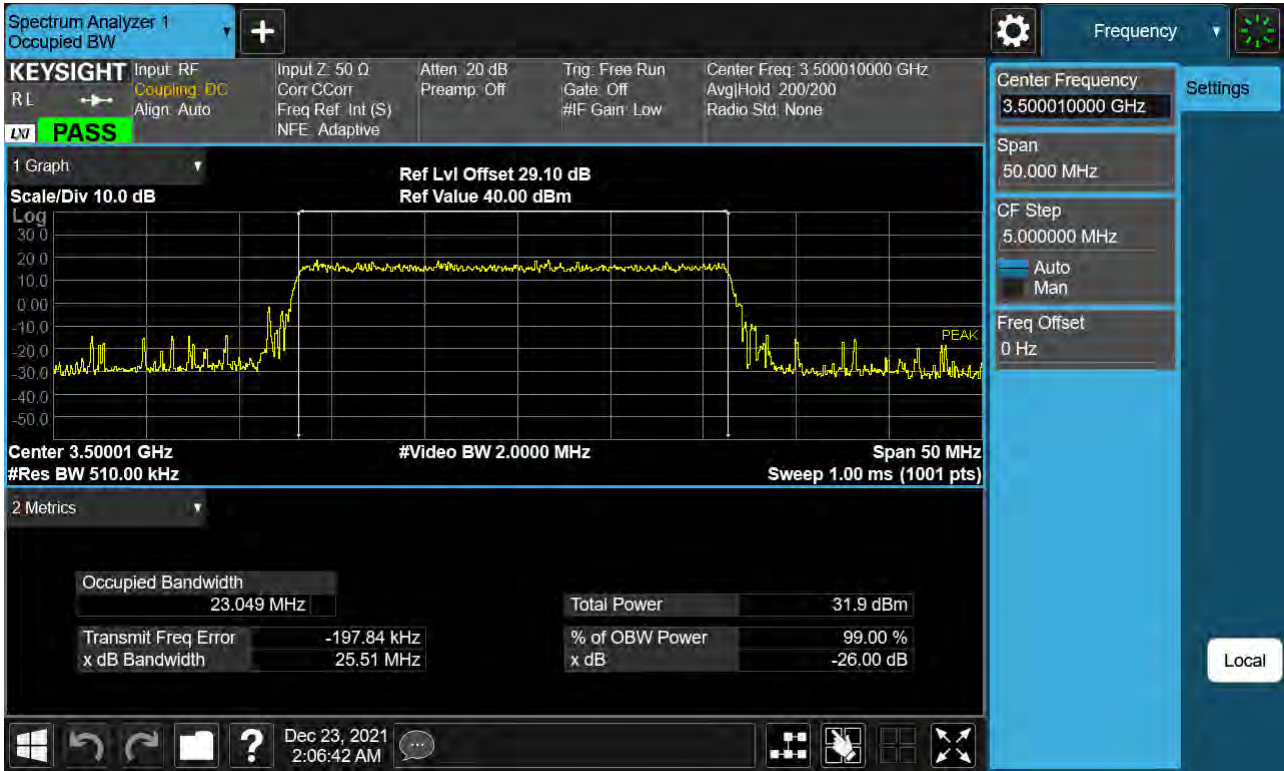 Spectrum Analyzer 1
Occupied BW
+
Frequency
KEYSIGHT
R L
LXI PASS
Input: RF
Coupling: DC
Align: Auto
Input Z: 50 Ω
Corr CCorr
Freq Ref: Int (S)
NFE: Adaptive
Atten: 20 dB
Preamp: Off
Trig: Free Run
Gate: Off
#IF Gain: Low
Center Freq: 3.500010000 GHz
Avg|Hold: 200/200
Radio Std: None
Center Frequency
3.500010000 GHz
Settings
Span
50.000 MHz
CF Step
5.000000 MHz
Auto
Man
Freq Offset
0 Hz
Local
1 Graph
Scale/Div 10.0 dB
Ref Lvl Offset 29.10 dB
Ref Value 40.00 dBm
Log
30.0
20.0
10.0
0.00
-10.0
-20.0
-30.0
-40.0
-50.0
PEAK
Center 3.50001 GHz
#Video BW 2.0000 MHz
Span 50 MHz
#Res BW 510.00 kHz
Sweep 1.00 ms (1001 pts)
2 Metrics
Occupied Bandwidth
23.049 MHz
Total Power 31.9 dBm
Transmit Freq Error -197.84 kHz
% of OBW Power 99.00 %
x dB Bandwidth 25.51 MHz
x dB -26.00 dB
?
Dec 23, 2021
2:06:42 AM